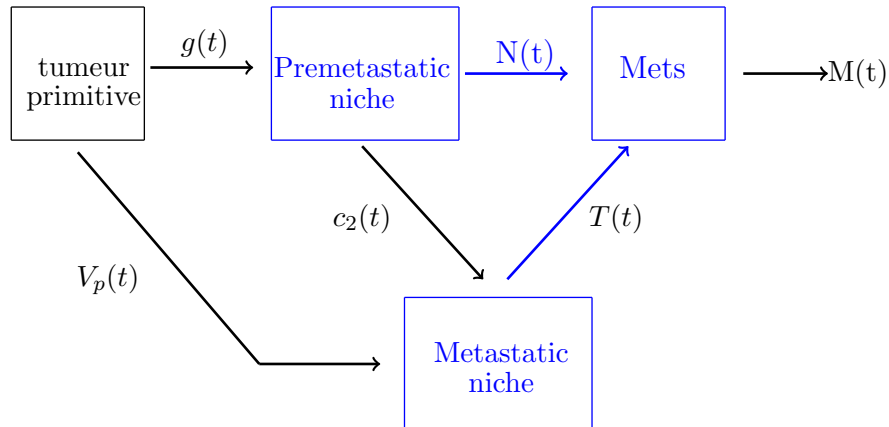 g(t)
N(t)
tumeur
primitive
Premetastatic
niche
Mets
M(t)
c₂(t)
T(t)
Vₚ(t)
Metastatic
niche